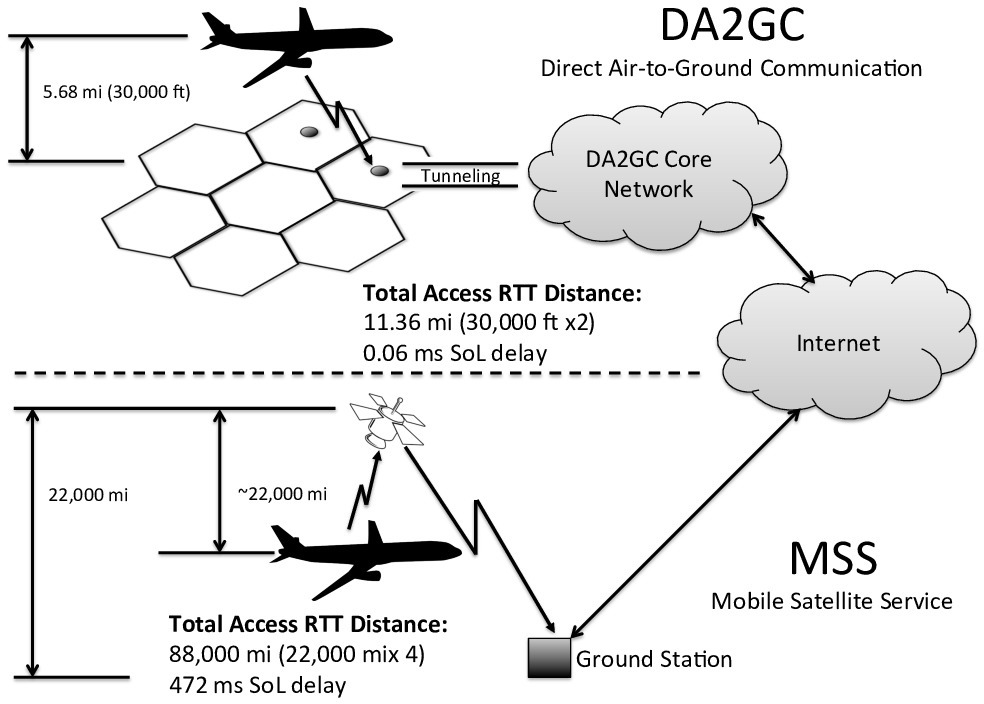 DA2GC
Direct Air-to-Ground Communication
5.68 mi (30,000 ft)
DA2GC Core
Network
Tunneling
Total Access RTT Distance:
11.36 mi (30,000 ft x2)
0.06 ms SoL delay
Internet
22,000 mi
~22,000 mi
MSS
Mobile Satellite Service
Total Access RTT Distance:
88,000 mi (22,000 mix 4)
472 ms SoL delay
Ground Station